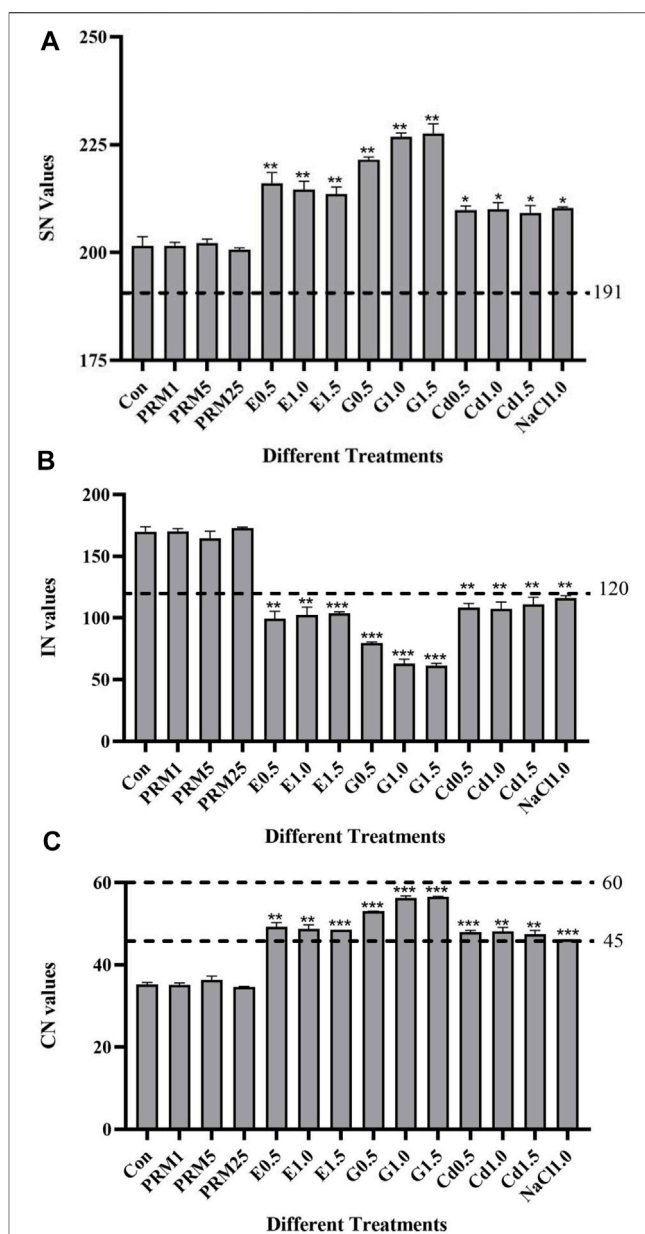 A
250
225
200
175
SN Values
** ** ** ** ** ** * * * *
191
Con PRM1 PRM5 PRM25 E0.5 E1.0 E1.5 G0.5 G1.0 G1.5 Cd0.5 Cd1.0 Cd1.5 NaCl1.0
Different Treatments
B
200
150
100
50
0
IN values
** ** *** *** *** *** ** ** ** **
120
Con PRM1 PRM5 PRM25 E0.5 E1.0 E1.5 G0.5 G1.0 G1.5 Cd0.5 Cd1.0 Cd1.5 NaCl1.0
Different Treatments
C
60
40
20
0
CN values
** ** *** *** *** *** *** ** ** ***
60
45
Con PRM1 PRM5 PRM25 E0.5 E1.0 E1.5 G0.5 G1.0 G1.5 Cd0.5 Cd1.0 Cd1.5 NaCl1.0
Different Treatments